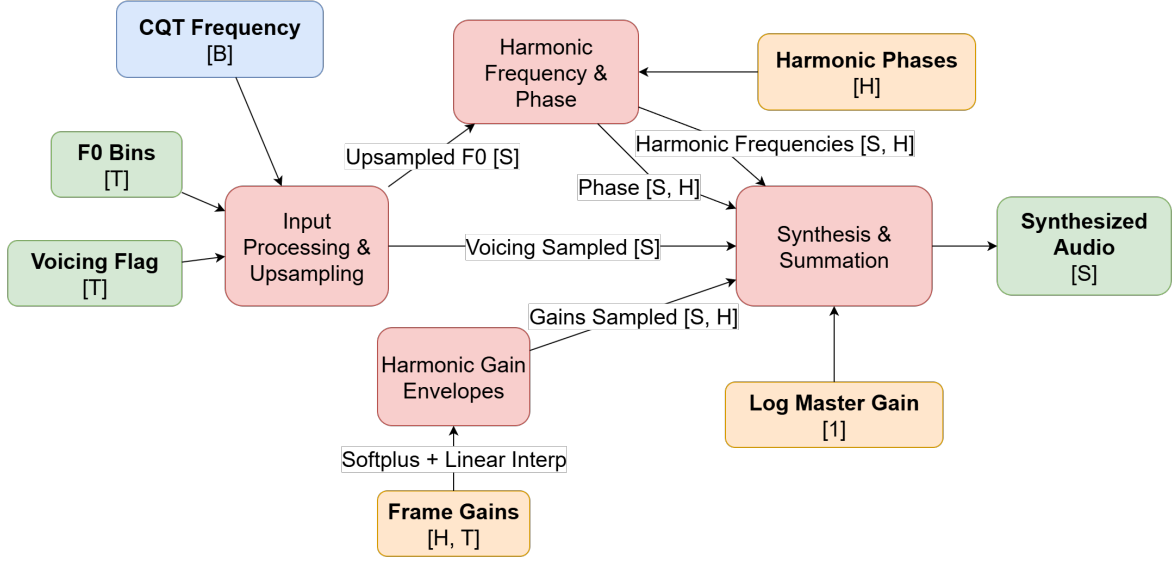 CQT Frequency
[B]
Harmonic
Frequency &
Phase
Harmonic Phases
[H]
F0 Bins
[T]
Upsampled F0 [S]
Harmonic Frequencies [S, H]
Phase [S, H]
Voicing Flag
[T]
Input
Processing &
Upsampling
Voicing Sampled [S]
Synthesis &
Summation
Synthesized
Audio
[S]
Gains Sampled [S, H]
Harmonic Gain
Envelopes
Log Master Gain
[1]
Softplus + Linear Interp
Frame Gains
[H, T]